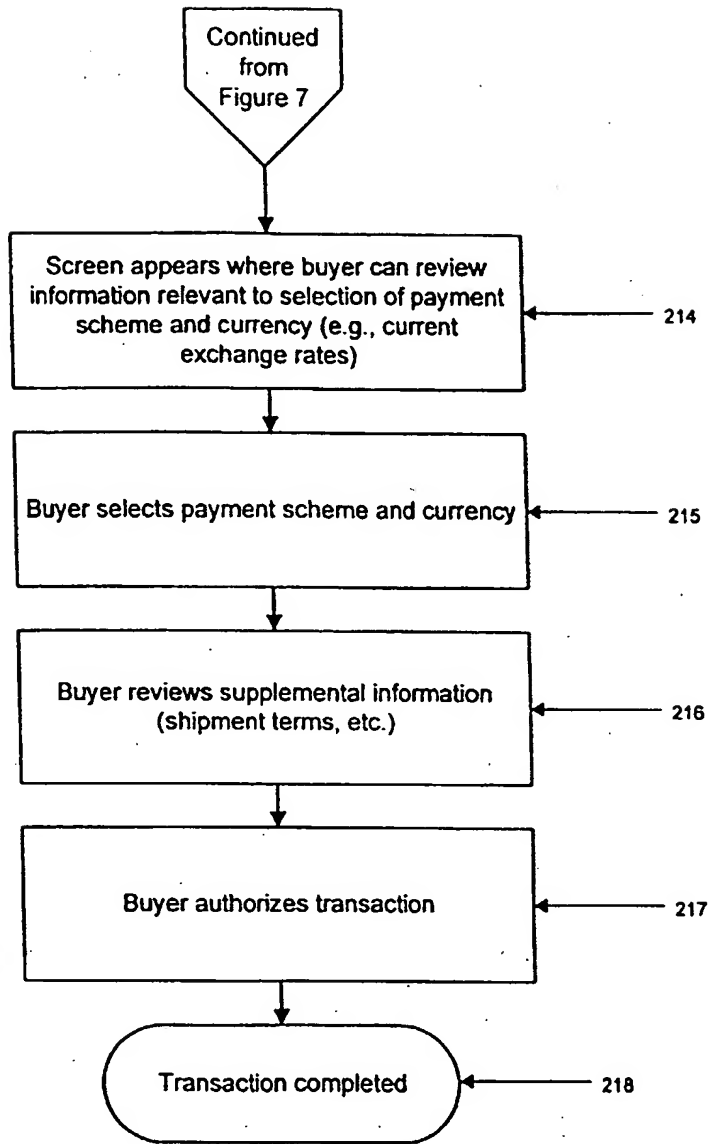 Continued
from
Figure 7
Screen appears where buyer can review
information relevant to selection of payment
scheme and currency (e.g., current
exchange rates)
214
Buyer selects payment scheme and currency
215
Buyer reviews supplemental information
(shipment terms, etc.)
216
Buyer authorizes transaction
217
Transaction completed
218